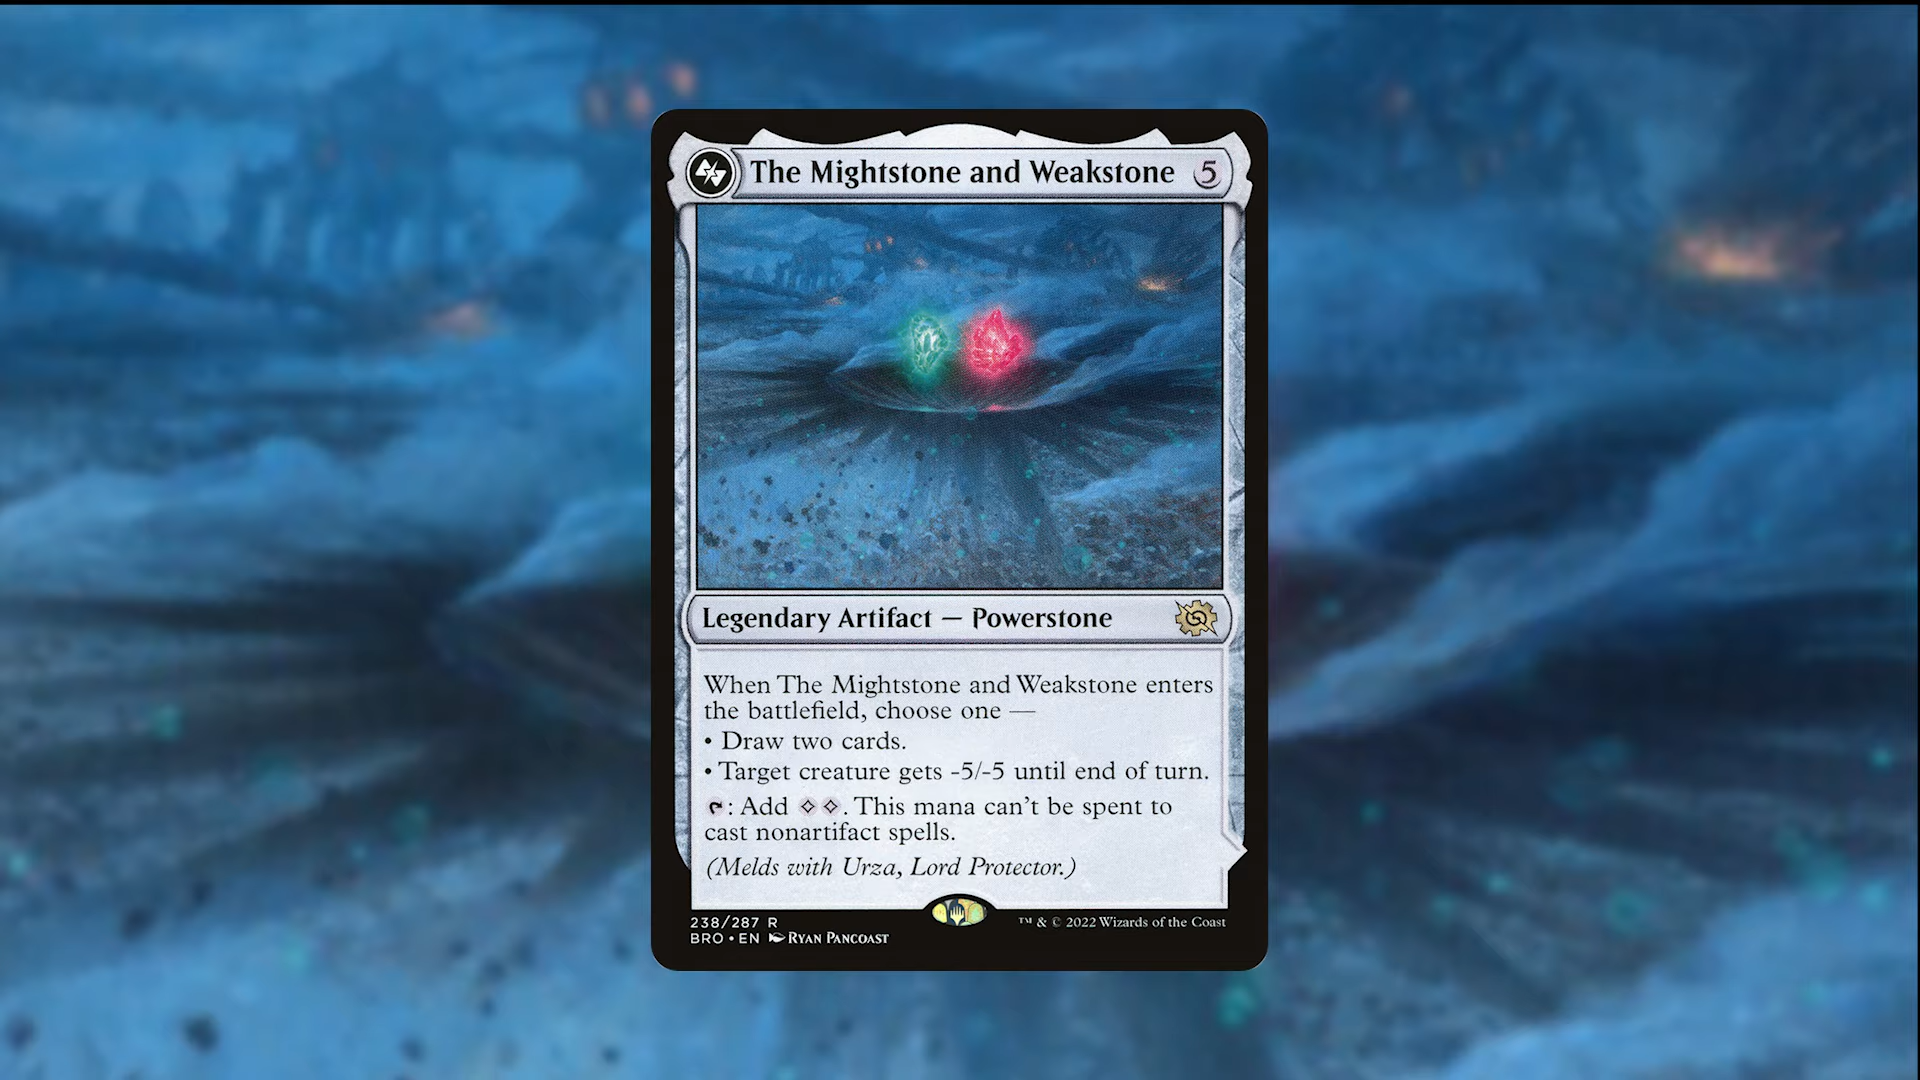 The Mightstone and Weakstone 5
Legendary Artifact — Powerstone
When The Mightstone and Weakstone enters
the battlefield, choose one —
• Draw two cards.
• Target creature gets -5/-5 until end of turn.
: Add . This mana can't be spent to
cast nonartifact spells.
(Melds with Urza, Lord Protector.)
238/287 R
BRO • EN Ryan Pancoast
™ & © 2022 Wizards of the Coast